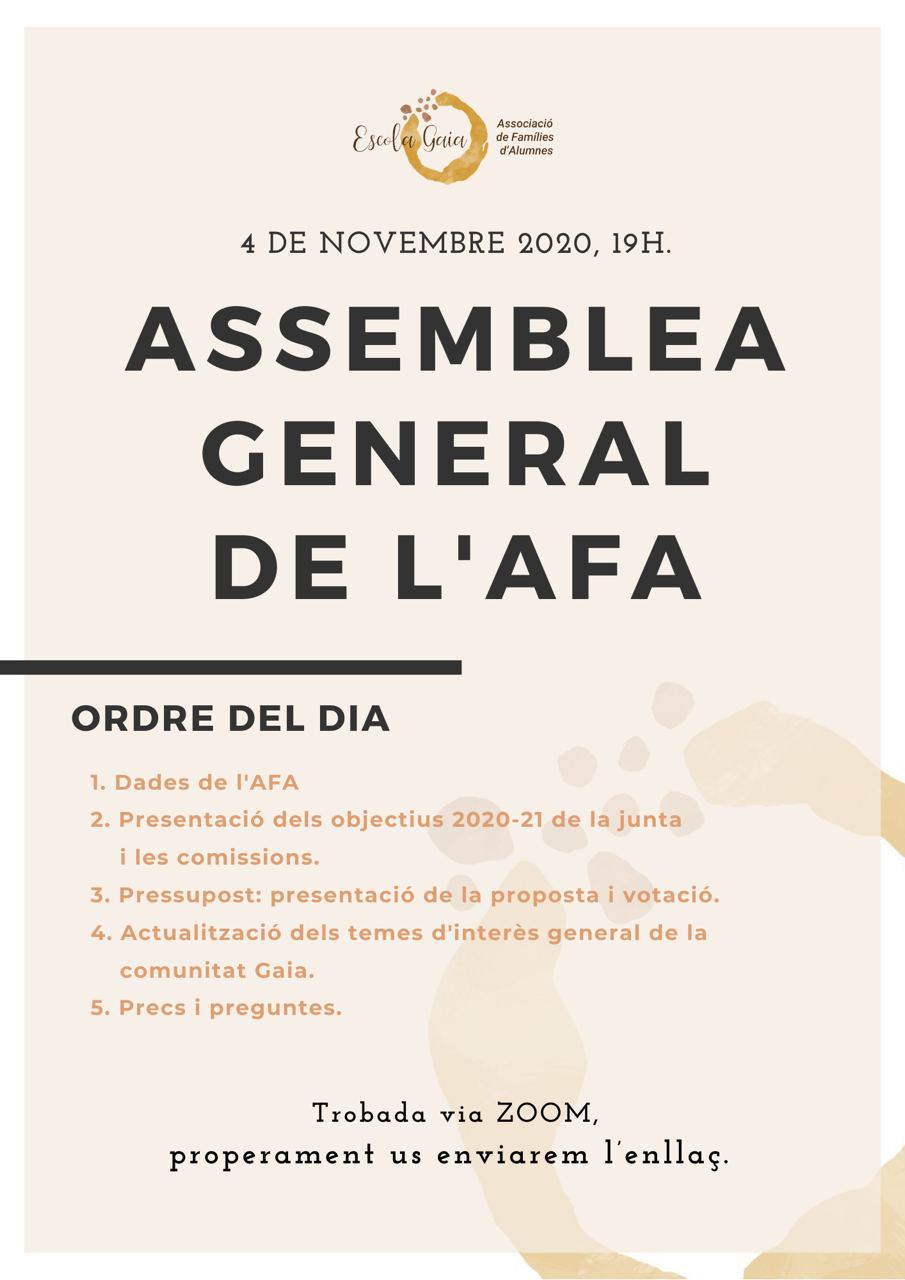 Escola Gaia
Associació
de Famílies
d'Alumnes
4 DE NOVEMBRE 2020, 19H.
ASSEMBLEA
GENERAL
DE L'AFA
ORDRE DEL DIA
1. Dades de l'AFA
2. Presentació dels objectius 2020-21 de la junta
i les comissions.
3. Pressupost: presentació de la proposta i votació.
4. Actualització dels temes d'interès general de la
comunitat Gaia.
5. Precs i preguntes.
Trobada via ZOOM,
properament us enviarem l'enllaç.